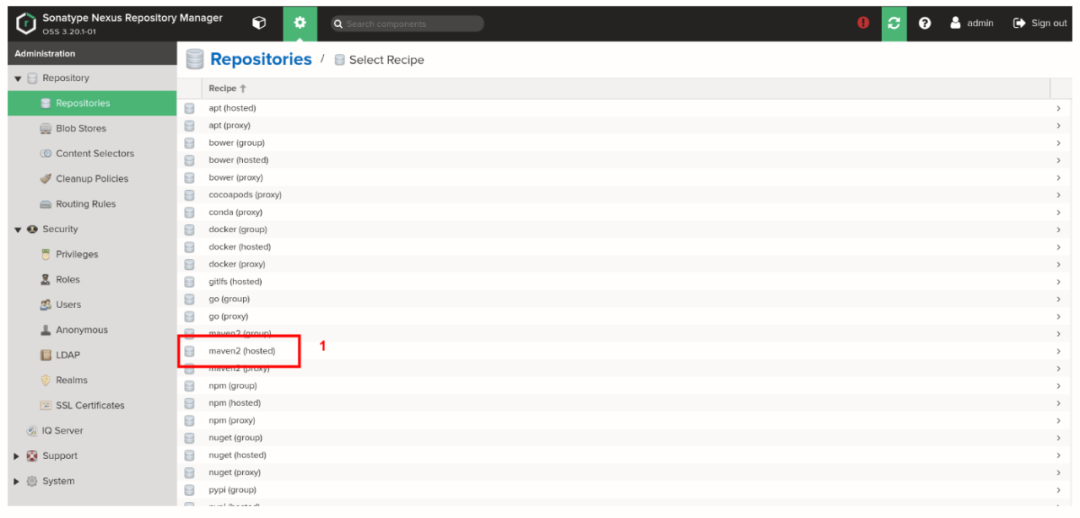 Sonatype Nexus Repository Manager
OSS 3.20.1-01
Search components
admin
Sign out
Administration
Repository
Repositories
Blob Stores
Content Selectors
Cleanup Policies
Routing Rules
Security
Privileges
Roles
Users
Anonymous
LDAP
Realms
SSL Certificates
IQ Server
Support
System
Repositories / Select Recipe
Recipe
apt (hosted)
apt (proxy)
bower (group)
bower (hosted)
bower (proxy)
cocoapods (proxy)
conda (proxy)
docker (group)
docker (hosted)
docker (proxy)
gitlfs (hosted)
go (group)
go (proxy)
maven2 (group)
maven2 (hosted)
1
maven2 (proxy)
npm (group)
npm (hosted)
npm (proxy)
nuget (group)
nuget (hosted)
nuget (proxy)
pypi (group)